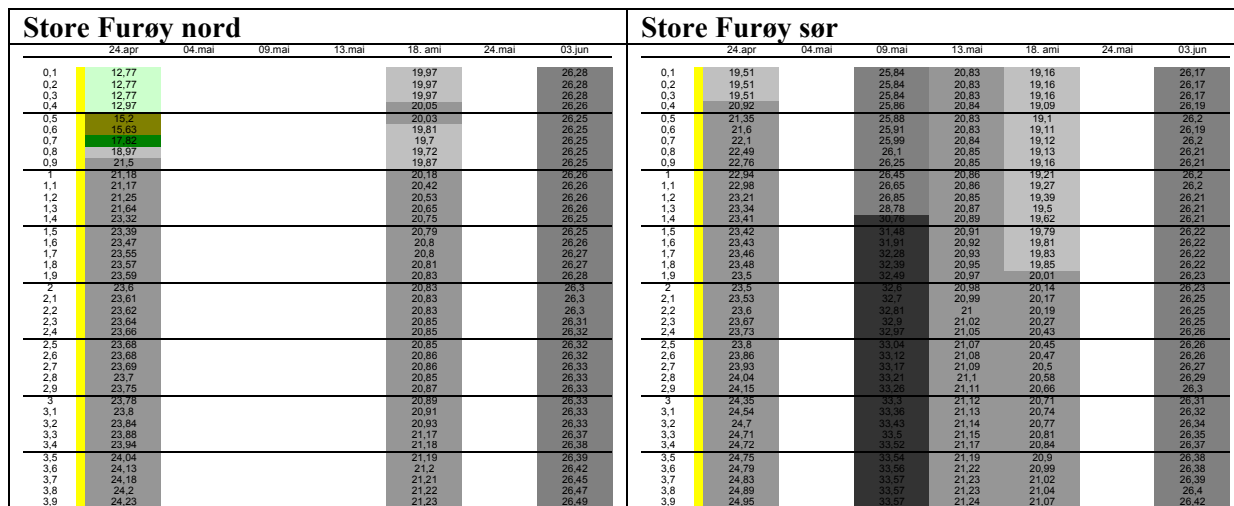 Store Furøy nord Store Furøy sør
24.apr 04.mai 09.mai 13.mai 18. ami 24.mai 03.jun 24.apr 04.mai 09.mai 13.mai 18. ami 24.mai 03.jun
0,1 12,77 19,97 26,28 0,1 19,51 25,84 20,83 19,16 26,17
0,2 12,77 19,97 26,28 0,2 19,51 25,84 20,83 19,16 26,17
0,3 12,77 19,97 26,28 0,3 19,51 25,84 20,83 19,16 26,17
0,4 12,97 20,05 26,26 0,4 20,92 25,86 20,84 19,09 26,19
0,5 15,2 20,03 26,25 0,5 21,35 25,88 20,83 19,1 26,2
0,6 15,63 19,81 26,25 0,6 21,6 25,91 20,83 19,11 26,19
0,7 17,82 19,7 26,25 0,7 22,1 25,99 20,84 19,12 26,2
0,8 18,97 19,72 26,25 0,8 22,49 26,1 20,85 19,13 26,21
0,9 21,5 19,87 26,25 0,9 22,76 26,25 20,85 19,16 26,21
1 21,18 20,18 26,26 1 22,94 26,45 20,86 19,21 26,2
1,1 21,17 20,42 26,26 1,1 22,98 26,65 20,86 19,27 26,2
1,2 21,25 20,53 26,26 1,2 23,21 26,85 20,85 19,39 26,21
1,3 21,64 20,65 26,26 1,3 23,34 28,78 20,87 19,5 26,21
1,4 23,32 20,75 26,25 1,4 23,41 30,76 20,89 19,62 26,21
1,5 23,39 20,79 26,25 1,5 23,42 31,48 20,91 19,79 26,22
1,6 23,47 20,8 26,26 1,6 23,43 31,91 20,92 19,81 26,22
1,7 23,55 20,8 26,27 1,7 23,46 32,28 20,93 19,83 26,22
1,8 23,57 20,81 26,27 1,8 23,48 32,39 20,95 19,85 26,22
1,9 23,59 20,83 26,28 1,9 23,5 32,49 20,97 20,01 26,23
2 23,6 20,83 26,3 2 23,5 32,6 20,98 20,14 26,23
2,1 23,61 20,83 26,3 2,1 23,53 32,7 20,99 20,17 26,25
2,2 23,62 20,83 26,3 2,2 23,6 32,81 21 20,19 26,25
2,3 23,64 20,85 26,31 2,3 23,67 32,9 21,02 20,27 26,25
2,4 23,66 20,85 26,32 2,4 23,73 32,97 21,05 20,43 26,26
2,5 23,68 20,85 26,32 2,5 23,8 33,04 21,07 20,45 26,26
2,6 23,68 20,86 26,32 2,6 23,86 33,12 21,08 20,47 26,26
2,7 23,69 20,86 26,33 2,7 23,93 33,17 21,09 20,5 26,27
2,8 23,7 20,85 26,33 2,8 24,04 33,21 21,1 20,58 26,29
2,9 23,75 20,87 26,33 2,9 24,15 33,26 21,11 20,66 26,3
3 23,78 20,89 26,33 3 24,35 33,3 21,12 20,71 26,31
3,1 23,8 20,91 26,33 3,1 24,54 33,36 21,13 20,74 26,32
3,2 23,84 20,93 26,33 3,2 24,7 33,43 21,14 20,77 26,34
3,3 23,88 21,17 26,37 3,3 24,71 33,5 21,15 20,81 26,35
3,4 23,94 21,18 26,38 3,4 24,72 33,52 21,17 20,84 26,37
3,5 24,04 21,19 26,39 3,5 24,75 33,54 21,19 20,9 26,38
3,6 24,13 21,2 26,42 3,6 24,79 33,56 21,22 20,99 26,38
3,7 24,18 21,21 26,45 3,7 24,83 33,57 21,23 21,02 26,39
3,8 24,2 21,22 26,47 3,8 24,89 33,57 21,23 21,04 26,4
3,9 24,23 21,23 26,49 3,9 24,95 33,57 21,24 21,07 26,42